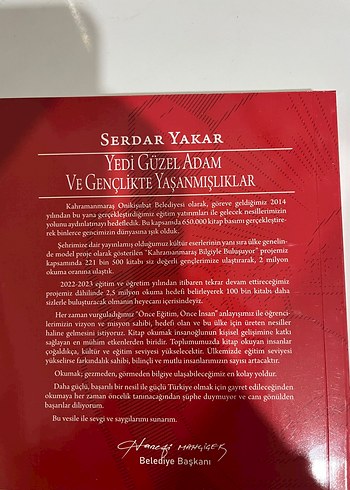 SERDAR YAKAR
YEDİ GÜZEL ADAM
VE GENÇLİKTE YAŞANMIŞLIKLAR
Kahramanmaraş Onikişubat Belediyesi olarak, göreve geldiğimiz 2014
yılından bu yana gerçekleştirdiğimiz eğitim yatırımları ile gelecek nesillerimizin
yolunu aydınlatmayı hedefledik. Bu kapsamda 650.000 kitap basımı gerçekleştire-
rek binlerce gencimizin dünyasına ışık olduk.
Şehrimize dair yayınlamış olduğumuz kültür eserlerinin yanı sıra ülke genelin-
de model proje olarak gösterilen "Kahramanmaraş Bilgiyle Buluşuyor" projemiz
kapsamında 221 bin 500 kitabı siz değerli gençlerimize ulaştırarak, 2 milyon
okuma oranına ulaştık.
2022-2023 eğitim ve öğretim yılından itibaren tekrar devam ettireceğimiz
projemiz dâhilinde 2,5 milyon okuma hedefi belirleyerek 100 bin kitabı daha
sizlerle buluşturacak olmanın heyecanı içerisindeyiz.
Her zaman vurguladığımız "Önce Eğitim, Önce İnsan" anlayışımız ile öğrenci-
lerimizin vizyon ve misyon sahibi, hedefi olan ve bu ülke için üreten nesiller
haline gelmesini istiyoruz. Kitap okumak insanoğlunun kişisel gelişimine katkı
sağlayan en mühim etkenlerden biridir. Toplumumuzda kitap okuyan insanlar
çoğaldıkça, kültür ve eğitim seviyesi yükselecektir. Ülkemizde eğitim seviyesi
yükselirse farkındalık sahibi, bilinçli ve mutlu insanlarımızın sayısı artacaktır.
Okumak; gezmeden, görmeden bilgiye ulaşabileceğimiz en kolay yoldur.
Daha güçlü, başarılı bir nesil ile güçlü Türkiye olmak için gayret edileceğinden
okumaya her zaman öncelik tanınacağından şüphe duymuyor ve canı gönülden
başarılar diliyorum.
Bu vesile ile sevgi ve saygılarımı sunarım.
Hanefi MAHÇİÇEK
Belediye Başkanı